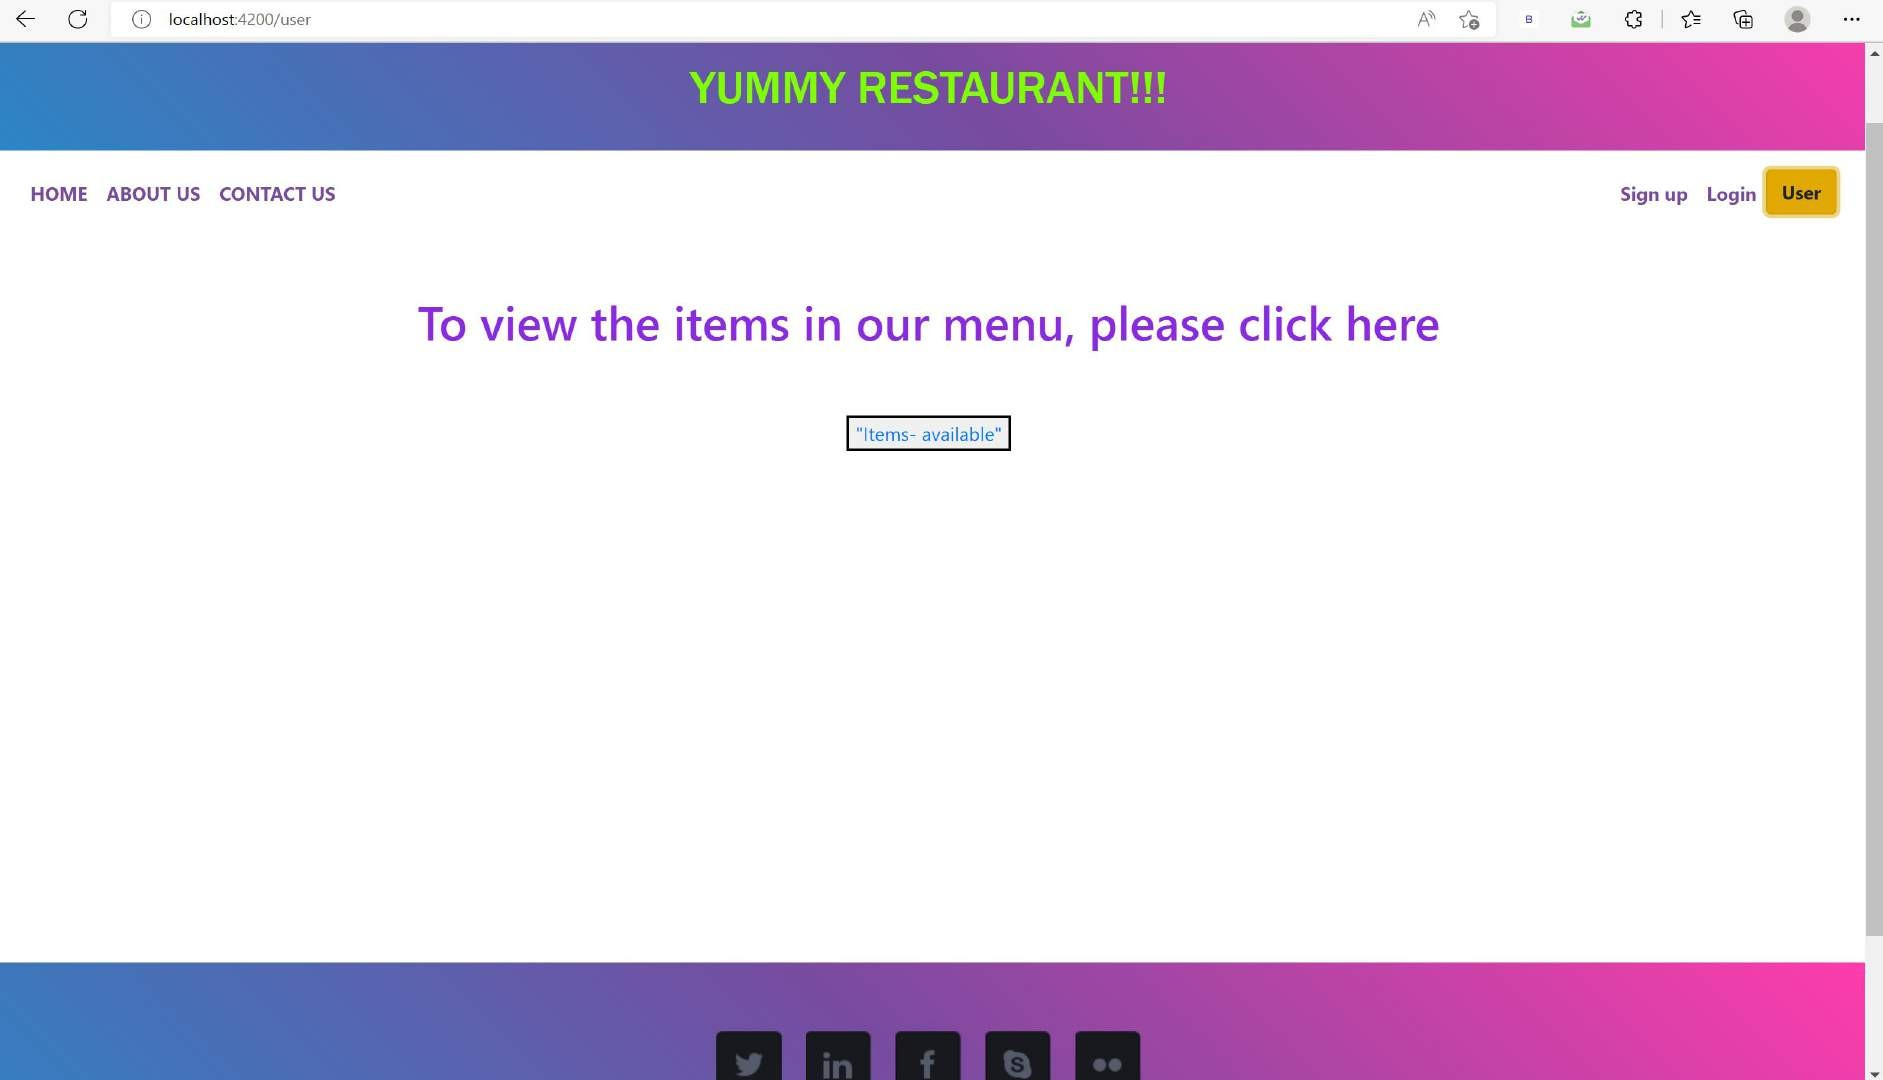 localhost:4200/user
B
YUMMY RESTAURANT!!!
HOME ABOUT US CONTACT US Sign up Login User
To view the items in our menu, please click here
"Items- available"
in f S